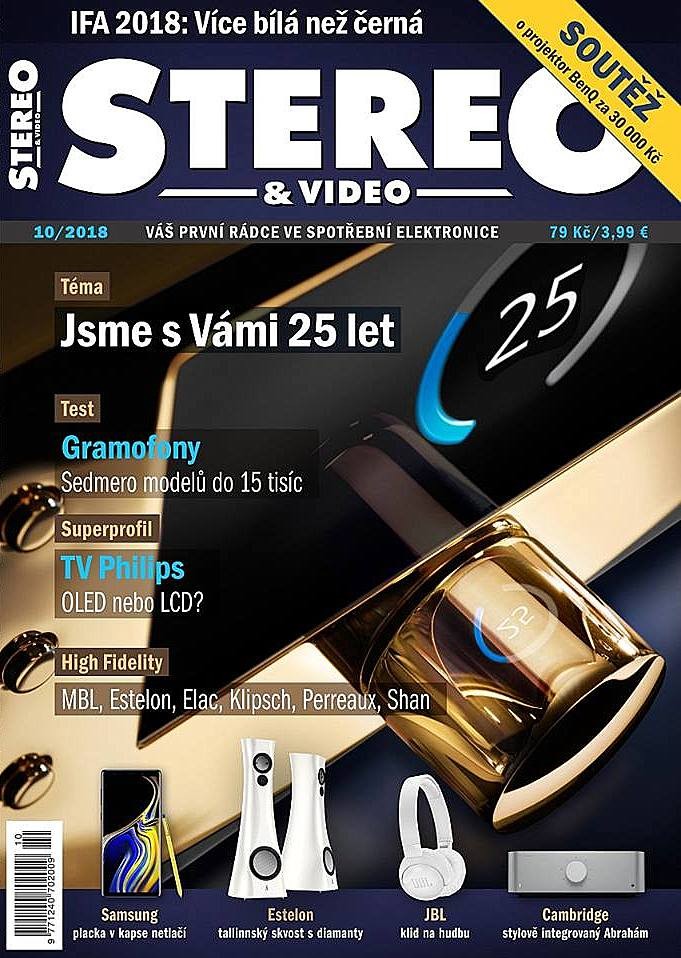 IFA 2018: Více bílá než černá
SOUTĚŽ
o projektor BenQ za 30 000 Kč
STEREO
& VIDEO
STEREO
& VIDEO
10/2018 VÁŠ PRVNÍ RÁDCE VE SPOTŘEBNÍ ELEKTRONICE 79 Kč/3,99 €
Téma
Jsme s Vámi 25 let
25
Test
Gramofony
Sedmero modelů do 15 tisíc
Superprofil
TV Philips
OLED nebo LCD?
High Fidelity
MBL, Estelon, Elac, Klipsch, Perreaux, Shan
JBL
10
9 771240 702009
Samsung
placka v kapse netlačí
Estelon
tallinnský skvost s diamanty
JBL
klid na hudbu
Cambridge
stylově integrovaný Abrahám